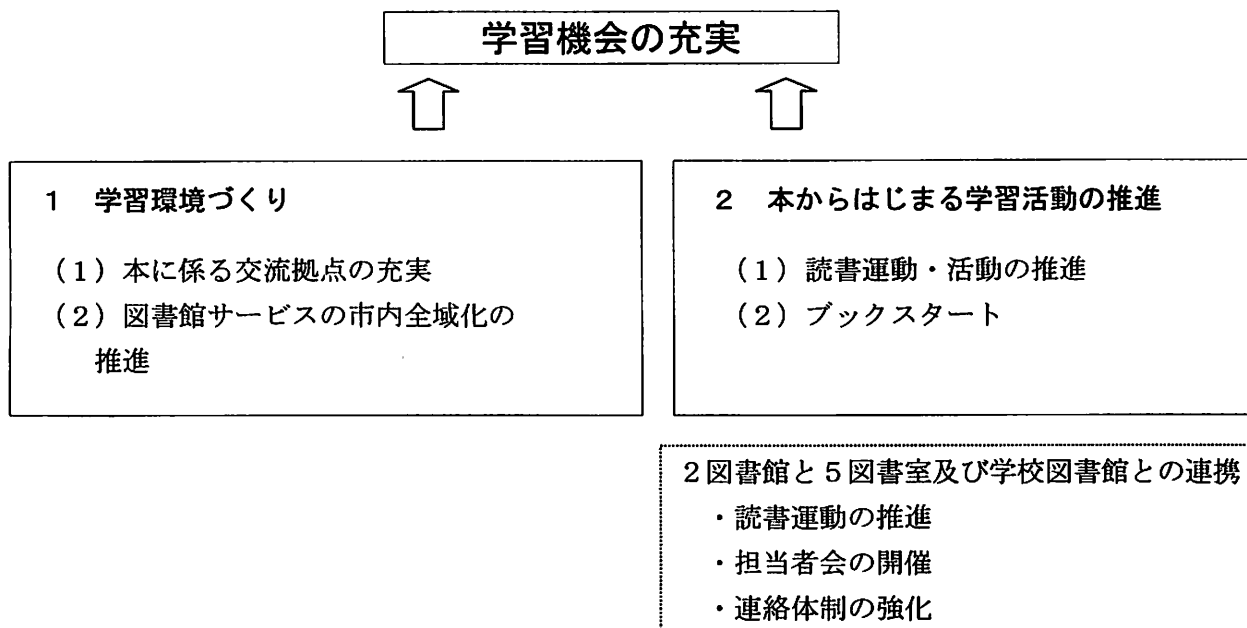 学習機会の充実
1 学習環境づくり
(1)本に係る交流拠点の充実
(2)図書館サービスの市内全域化の
推進
2 本からはじまる学習活動の推進
(1)読書運動・活動の推進
(2)ブックスタート
2図書館と5図書室及び学校図書館との連携
・読書運動の推進
・担当者会の開催
・連絡体制の強化